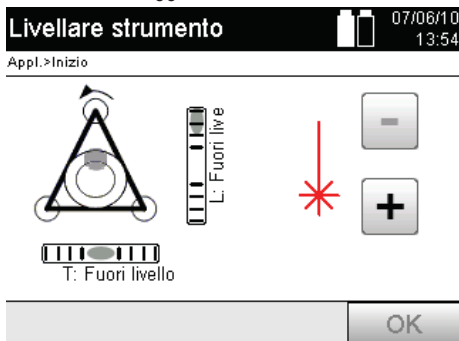 Livellare strumento
07/06/10
13:54
Appl.>Inizio
L: Fuori live
T: Fuori livello
-
+
OK